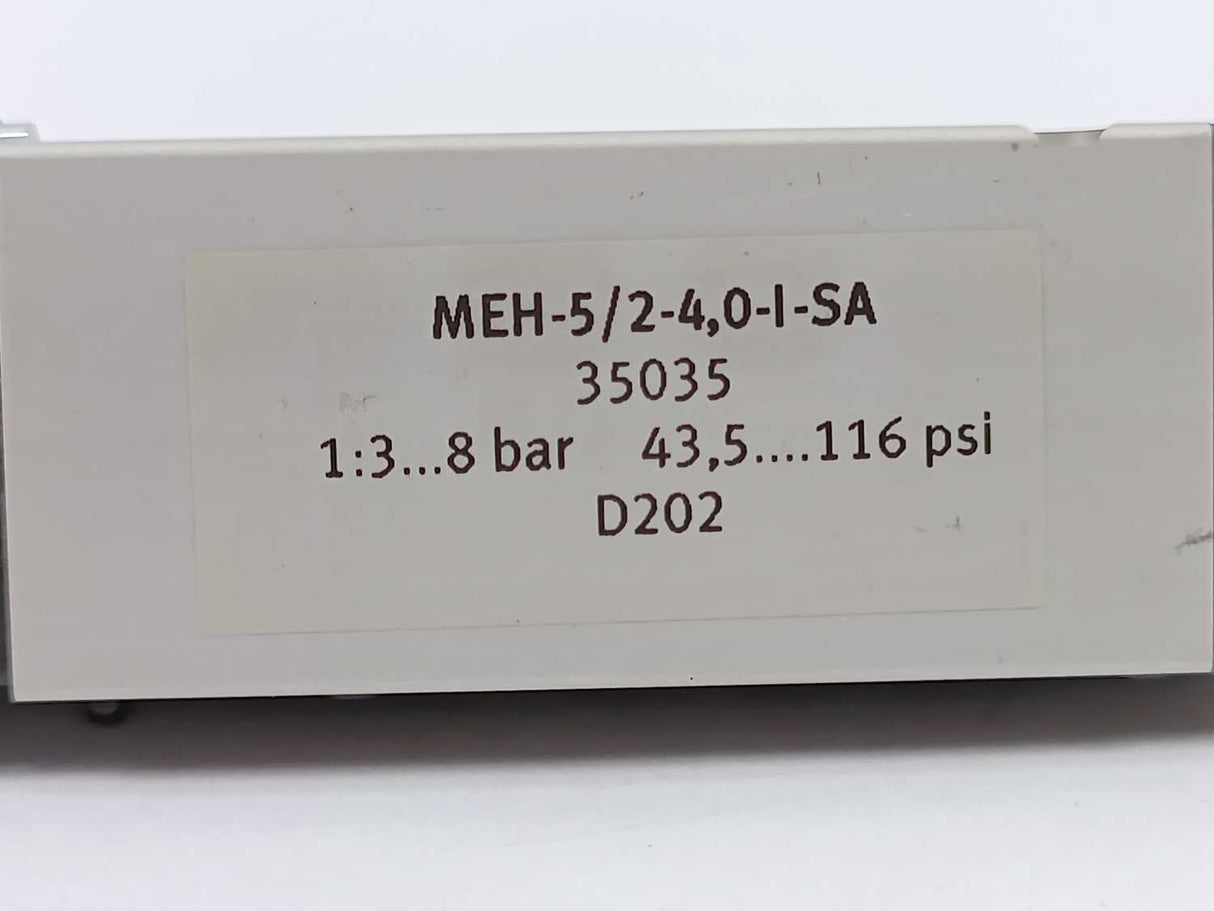 MEH-5/2-4,0-I-SA
35035
1:3...8 bar 43,5....116 psi
D202